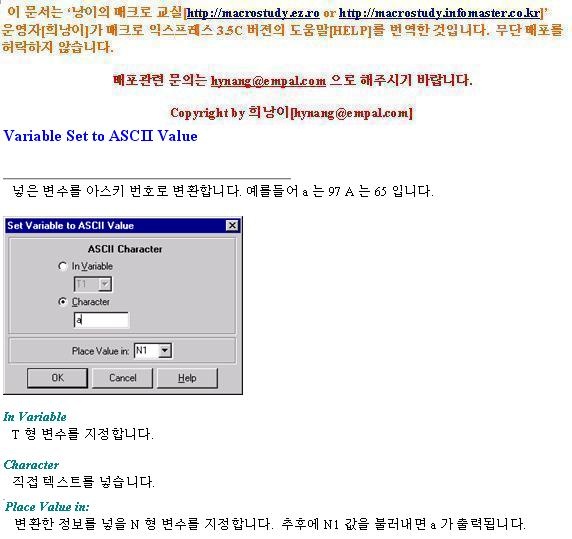 이 문서는 ‘낭이의 매크로 교실[http://macrostudy.ez.ro or http://macrostudy.infomaster.co.kr]’
운영자[희낭이]가 매크로 익스프레스 3.5C 버젼의 도움말[HELP]를 번역한 것입니다. 무단 배포를
허락하지 않습니다.
배포관련 문의는 hynang@empal.com 으로 해주시기 바랍니다.
Copyright by 희낭이[hynang@empal.com]
Variable Set to ASCII Value
넣은 변수를 아스키 번호로 변환합니다. 예를들어 a 는 97 A 는 65 입니다.
Set Variable to ASCII Value
ASCII Character
In Variable
T1
Character
a
Place Value in: N1
OK Cancel Help
In Variable
T 형 변수를 지정합니다.
Character
직접 텍스트를 넣습니다.
Place Value in:
변환한 정보를 넣을 N 형 변수를 지정합니다. 추후에 N1 값을 불러내면 a 가 출력됩니다.